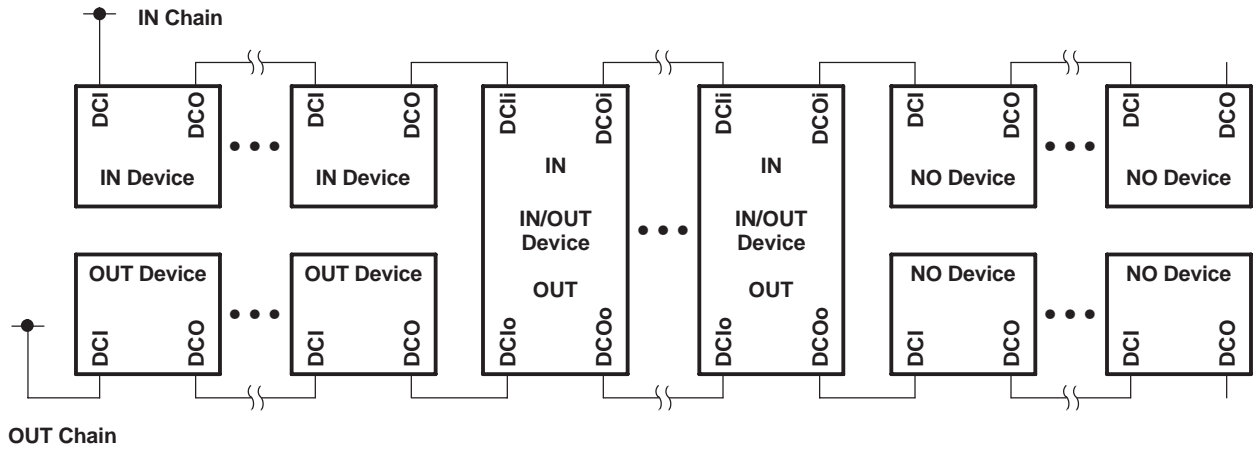 IN Chain
DCI DCO DCI DCO DCIi DCOi DCIi DCOi DCI DCO DCI DCO
IN Device IN Device IN IN NO Device NO Device
IN/OUT IN/OUT
Device Device
OUT Device OUT Device OUT OUT NO Device NO Device
DCI DCO DCI DCO DCIo DCOo DCIo DCOo DCI DCO DCI DCO
OUT Chain